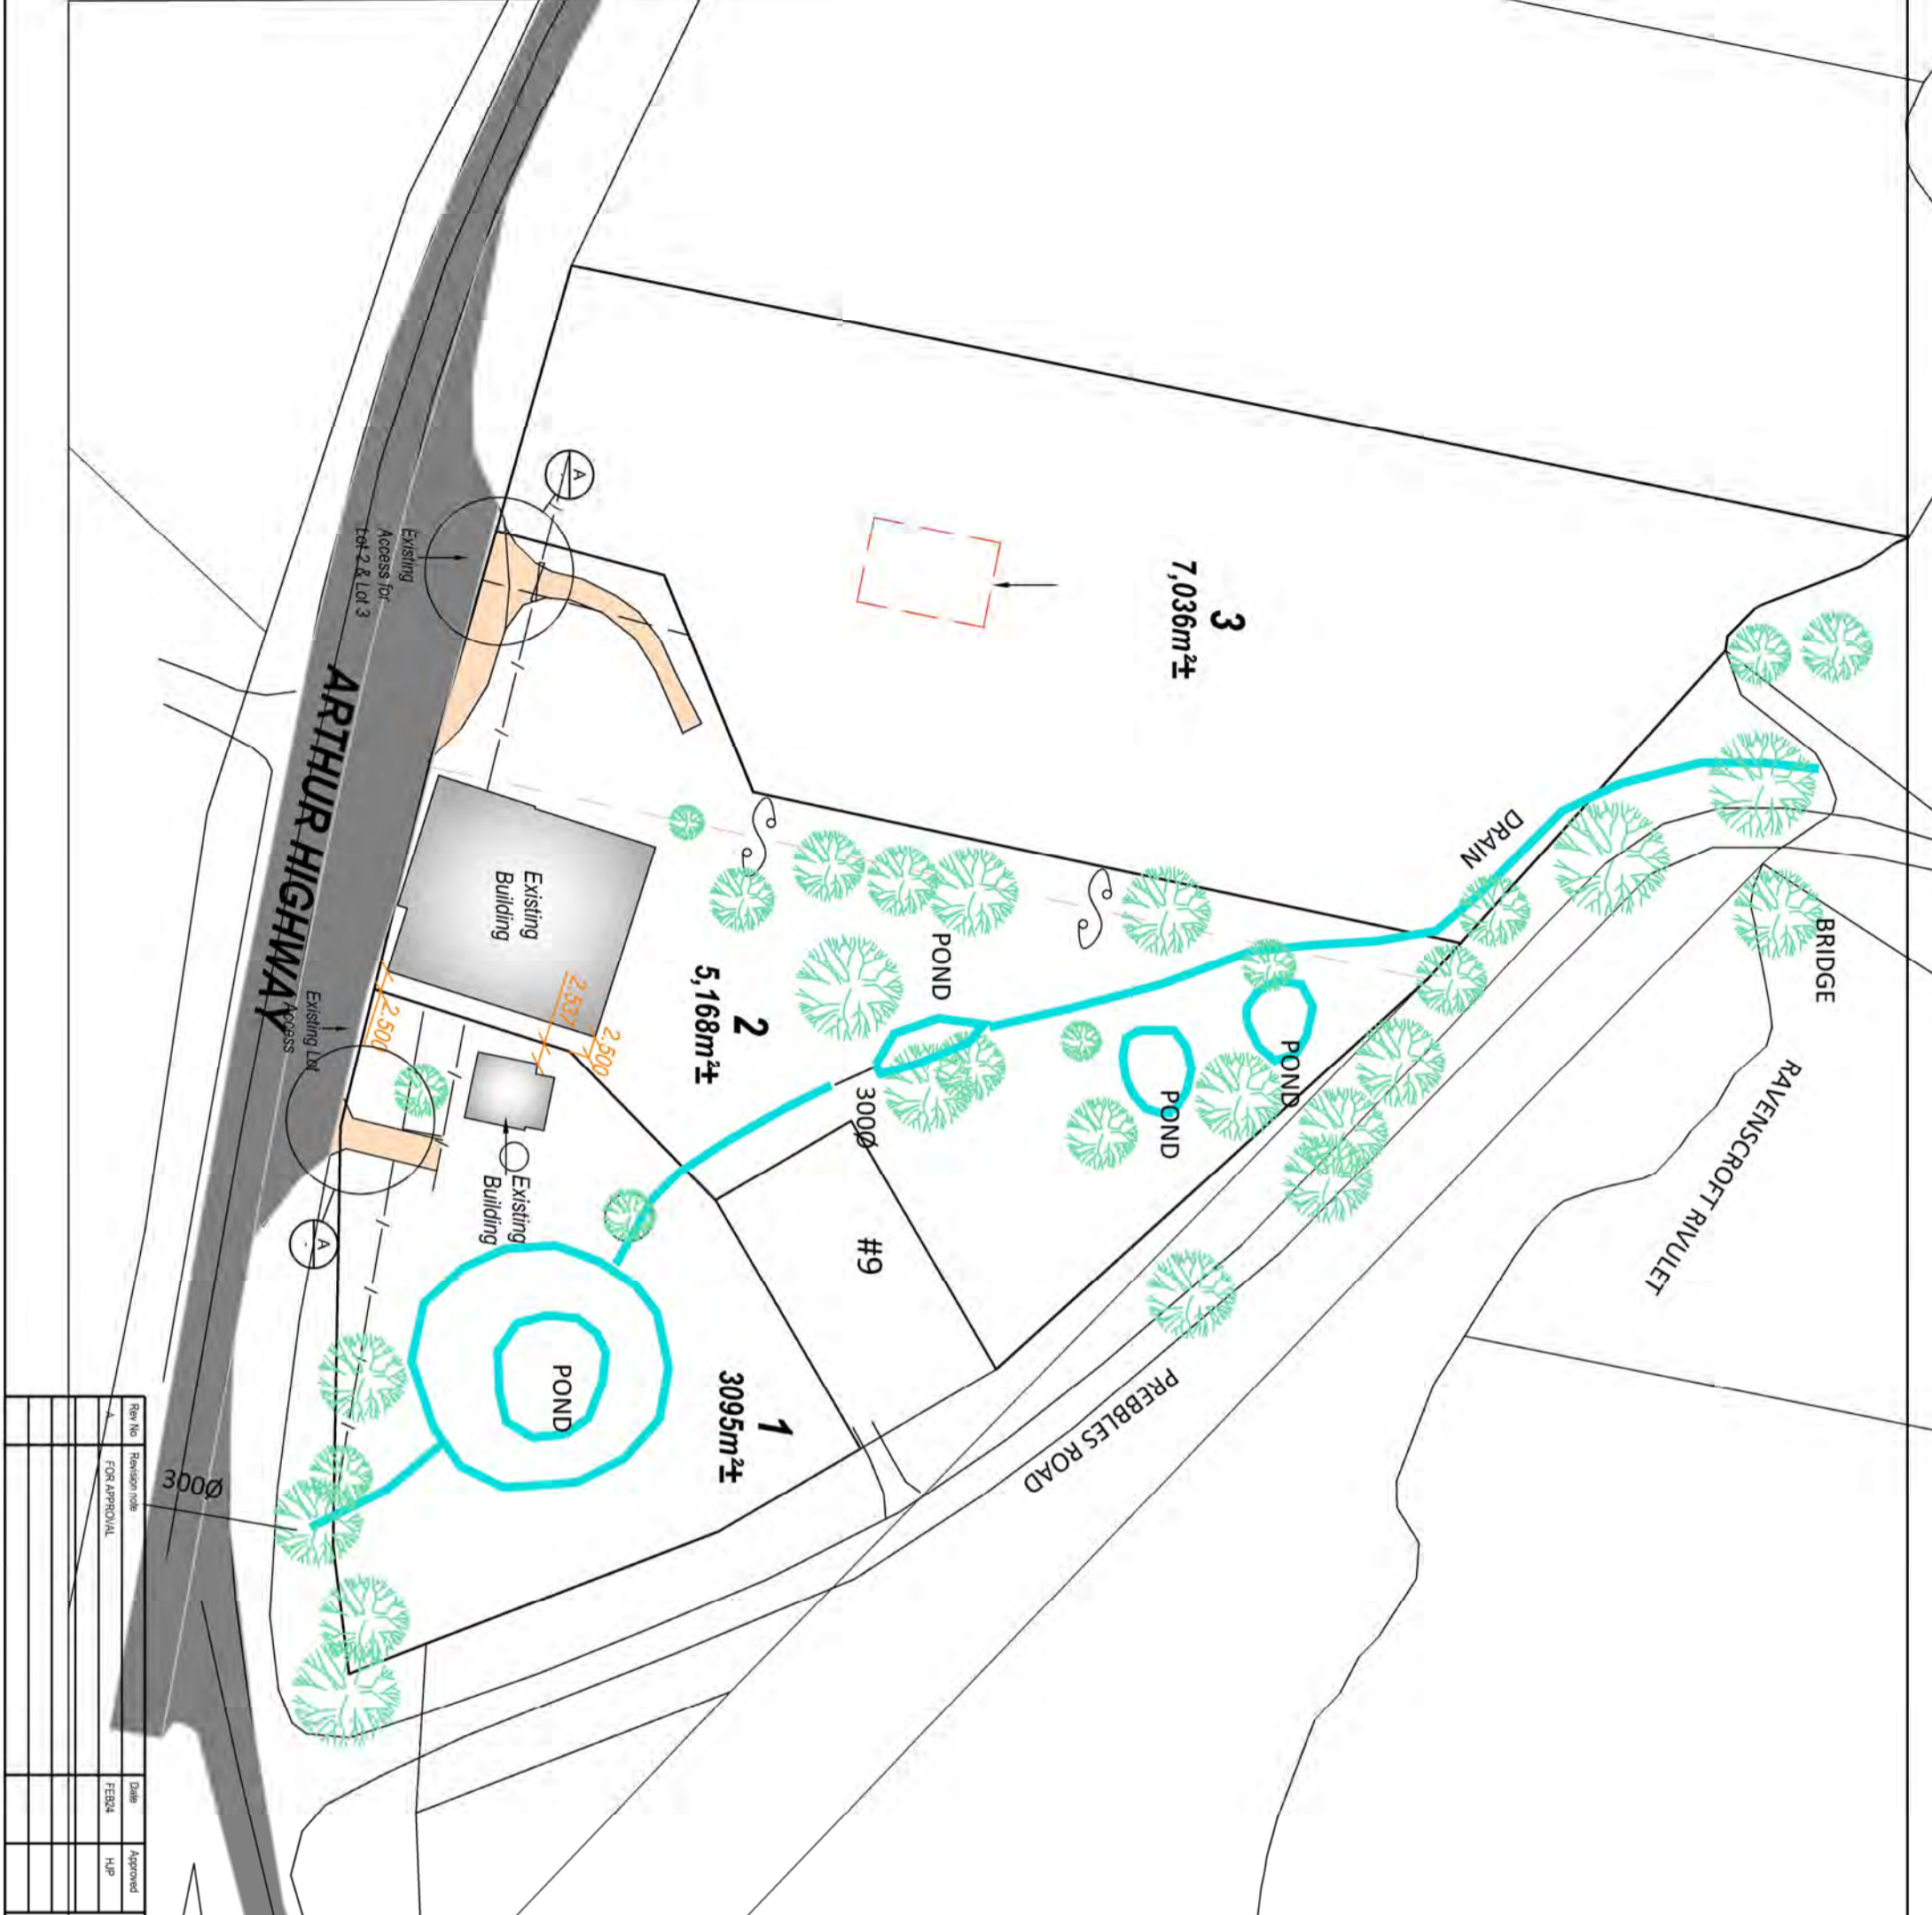 3
7,036m²±
DRAIN
BRIDGE
RAVENSCROFT RIVULET
POND
POND
POND
A
Existing
Access for
Lot 2 & Lot 3
ARTHUR HIGHWAY
Existing
Building
2
5,168m²±
2.537
2.500
2.500
300Ø
Existing Lot
Access
Existing
Building
#9
A
POND
1
3095m²±
PREBBLES ROAD
300Ø
Rev No Revision note Date Approved
A FOR APPROVAL FEB24 HJP